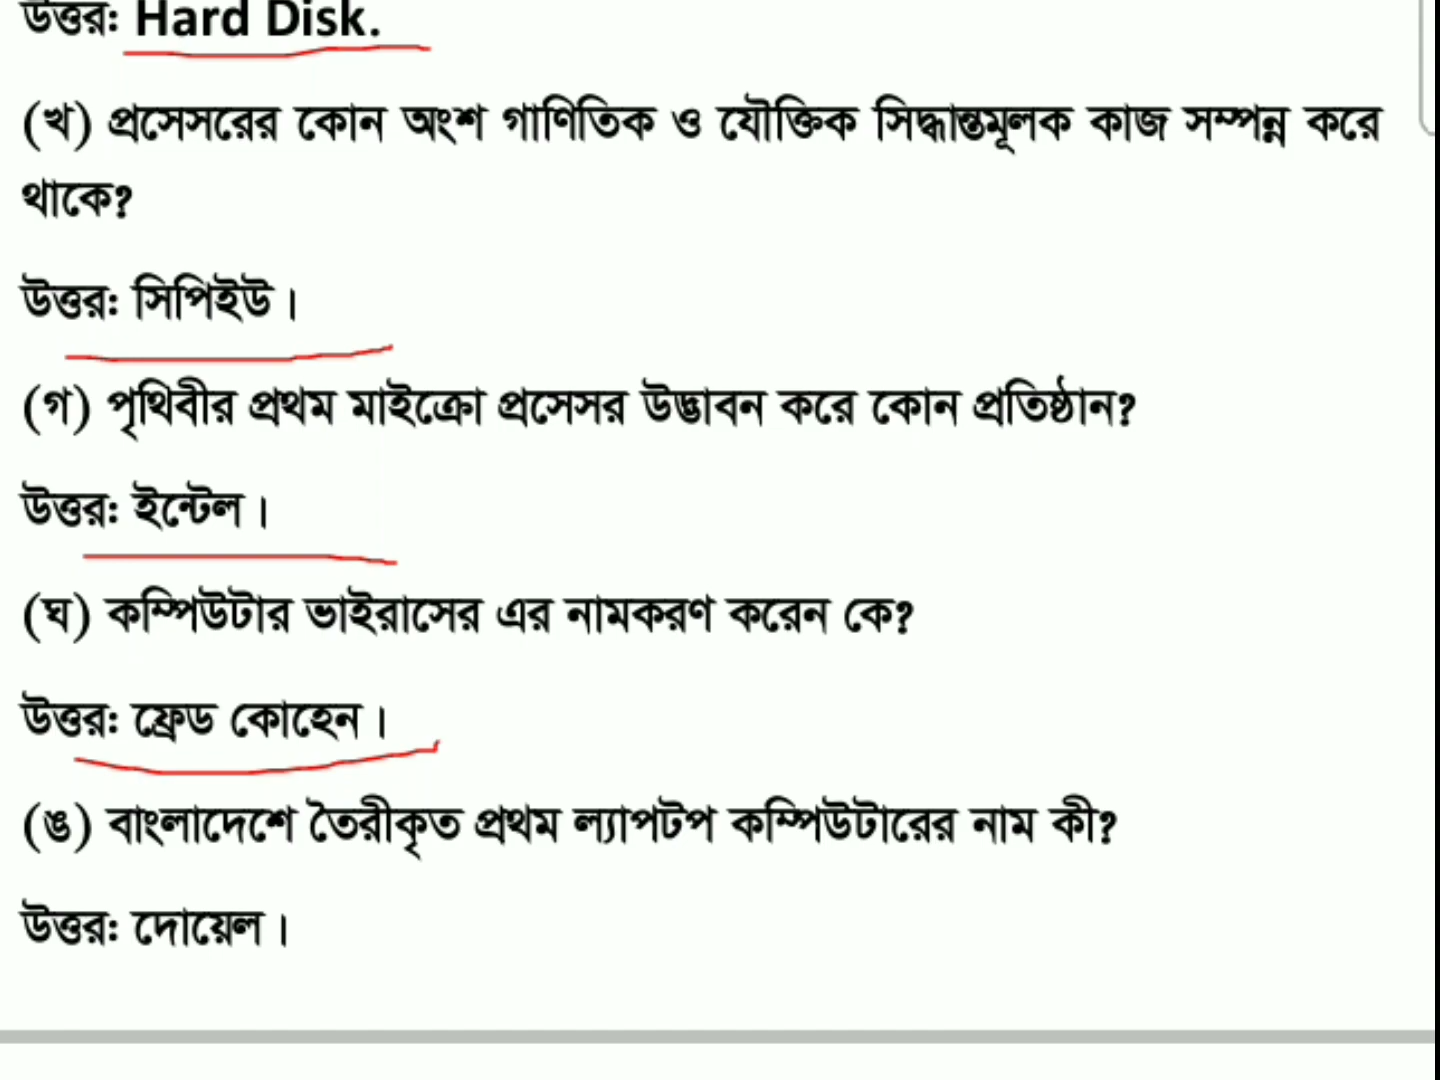 উত্তর: Hard Disk.
(খ) প্রসেসরের কোন অংশ গাণিতিক ও যৌক্তিক সিদ্ধান্তমূলক কাজ সম্পন্ন করে
থাকে?
উত্তর: সিপিইউ।
(গ) পৃথিবীর প্রথম মাইক্রো প্রসেসর উদ্ভাবন করে কোন প্রতিষ্ঠান?
উত্তর: ইন্টেল।
(ঘ) কম্পিউটার ভাইরাসের এর নামকরণ করেন কে?
উত্তর: ফ্রেড কোহেন।
(ঙ) বাংলাদেশে তৈরীকৃত প্রথম ল্যাপটপ কম্পিউটারের নাম কী?
উত্তর: দোয়েল।